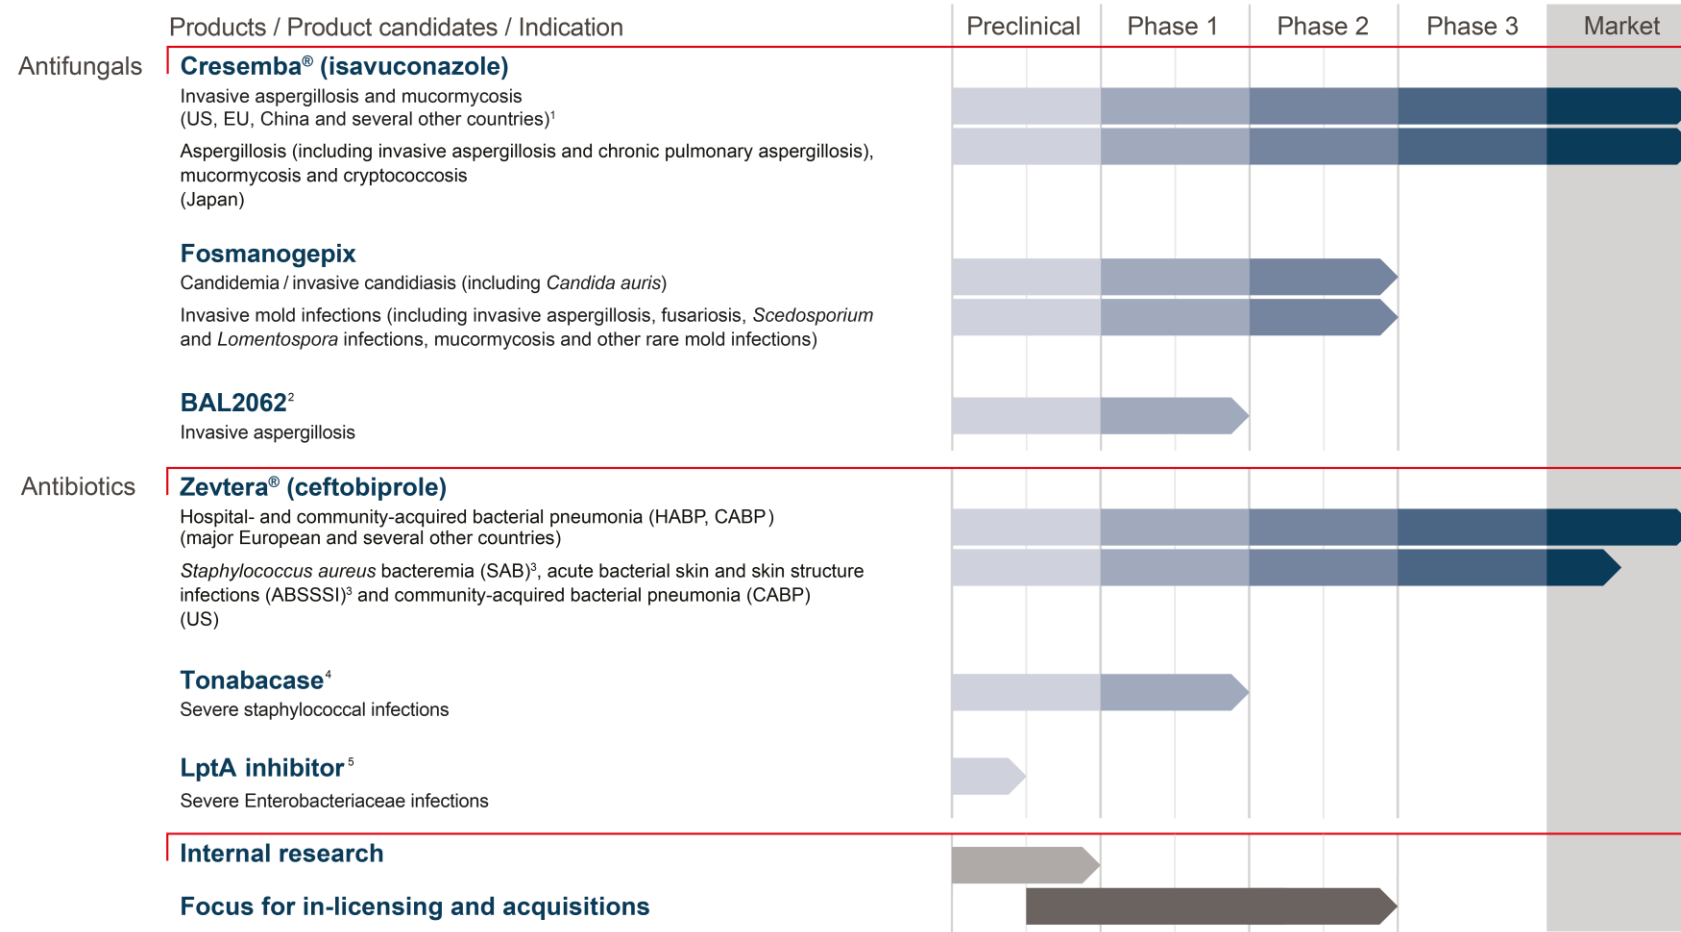 Products / Product candidates / Indication Preclinical Phase 1 Phase 2 Phase 3 Market
Antifungals Cresemba® (isavuconazole)
Invasive aspergillosis and mucormycosis
(US, EU, China and several other countries)¹
Aspergillosis (including invasive aspergillosis and chronic pulmonary aspergillosis),
mucormycosis and cryptococcosis
(Japan)
Fosmanogepix
Candidemia / invasive candidiasis (including Candida auris)
Invasive mold infections (including invasive aspergillosis, fusariosis, Scedosporium
and Lomentospora infections, mucormycosis and other rare mold infections)
BAL2062²
Invasive aspergillosis
Antibiotics Zevtera® (ceftobiprole)
Hospital- and community-acquired bacterial pneumonia (HABP, CABP)
(major European and several other countries)
Staphylococcus aureus bacteremia (SAB)³, acute bacterial skin and skin structure
infections (ABSSSI)³ and community-acquired bacterial pneumonia (CABP)
(US)
Tonabacase⁴
Severe staphylococcal infections
LptA inhibitor⁵
Severe Enterobacteriaceae infections
Internal research
Focus for in-licensing and acquisitions